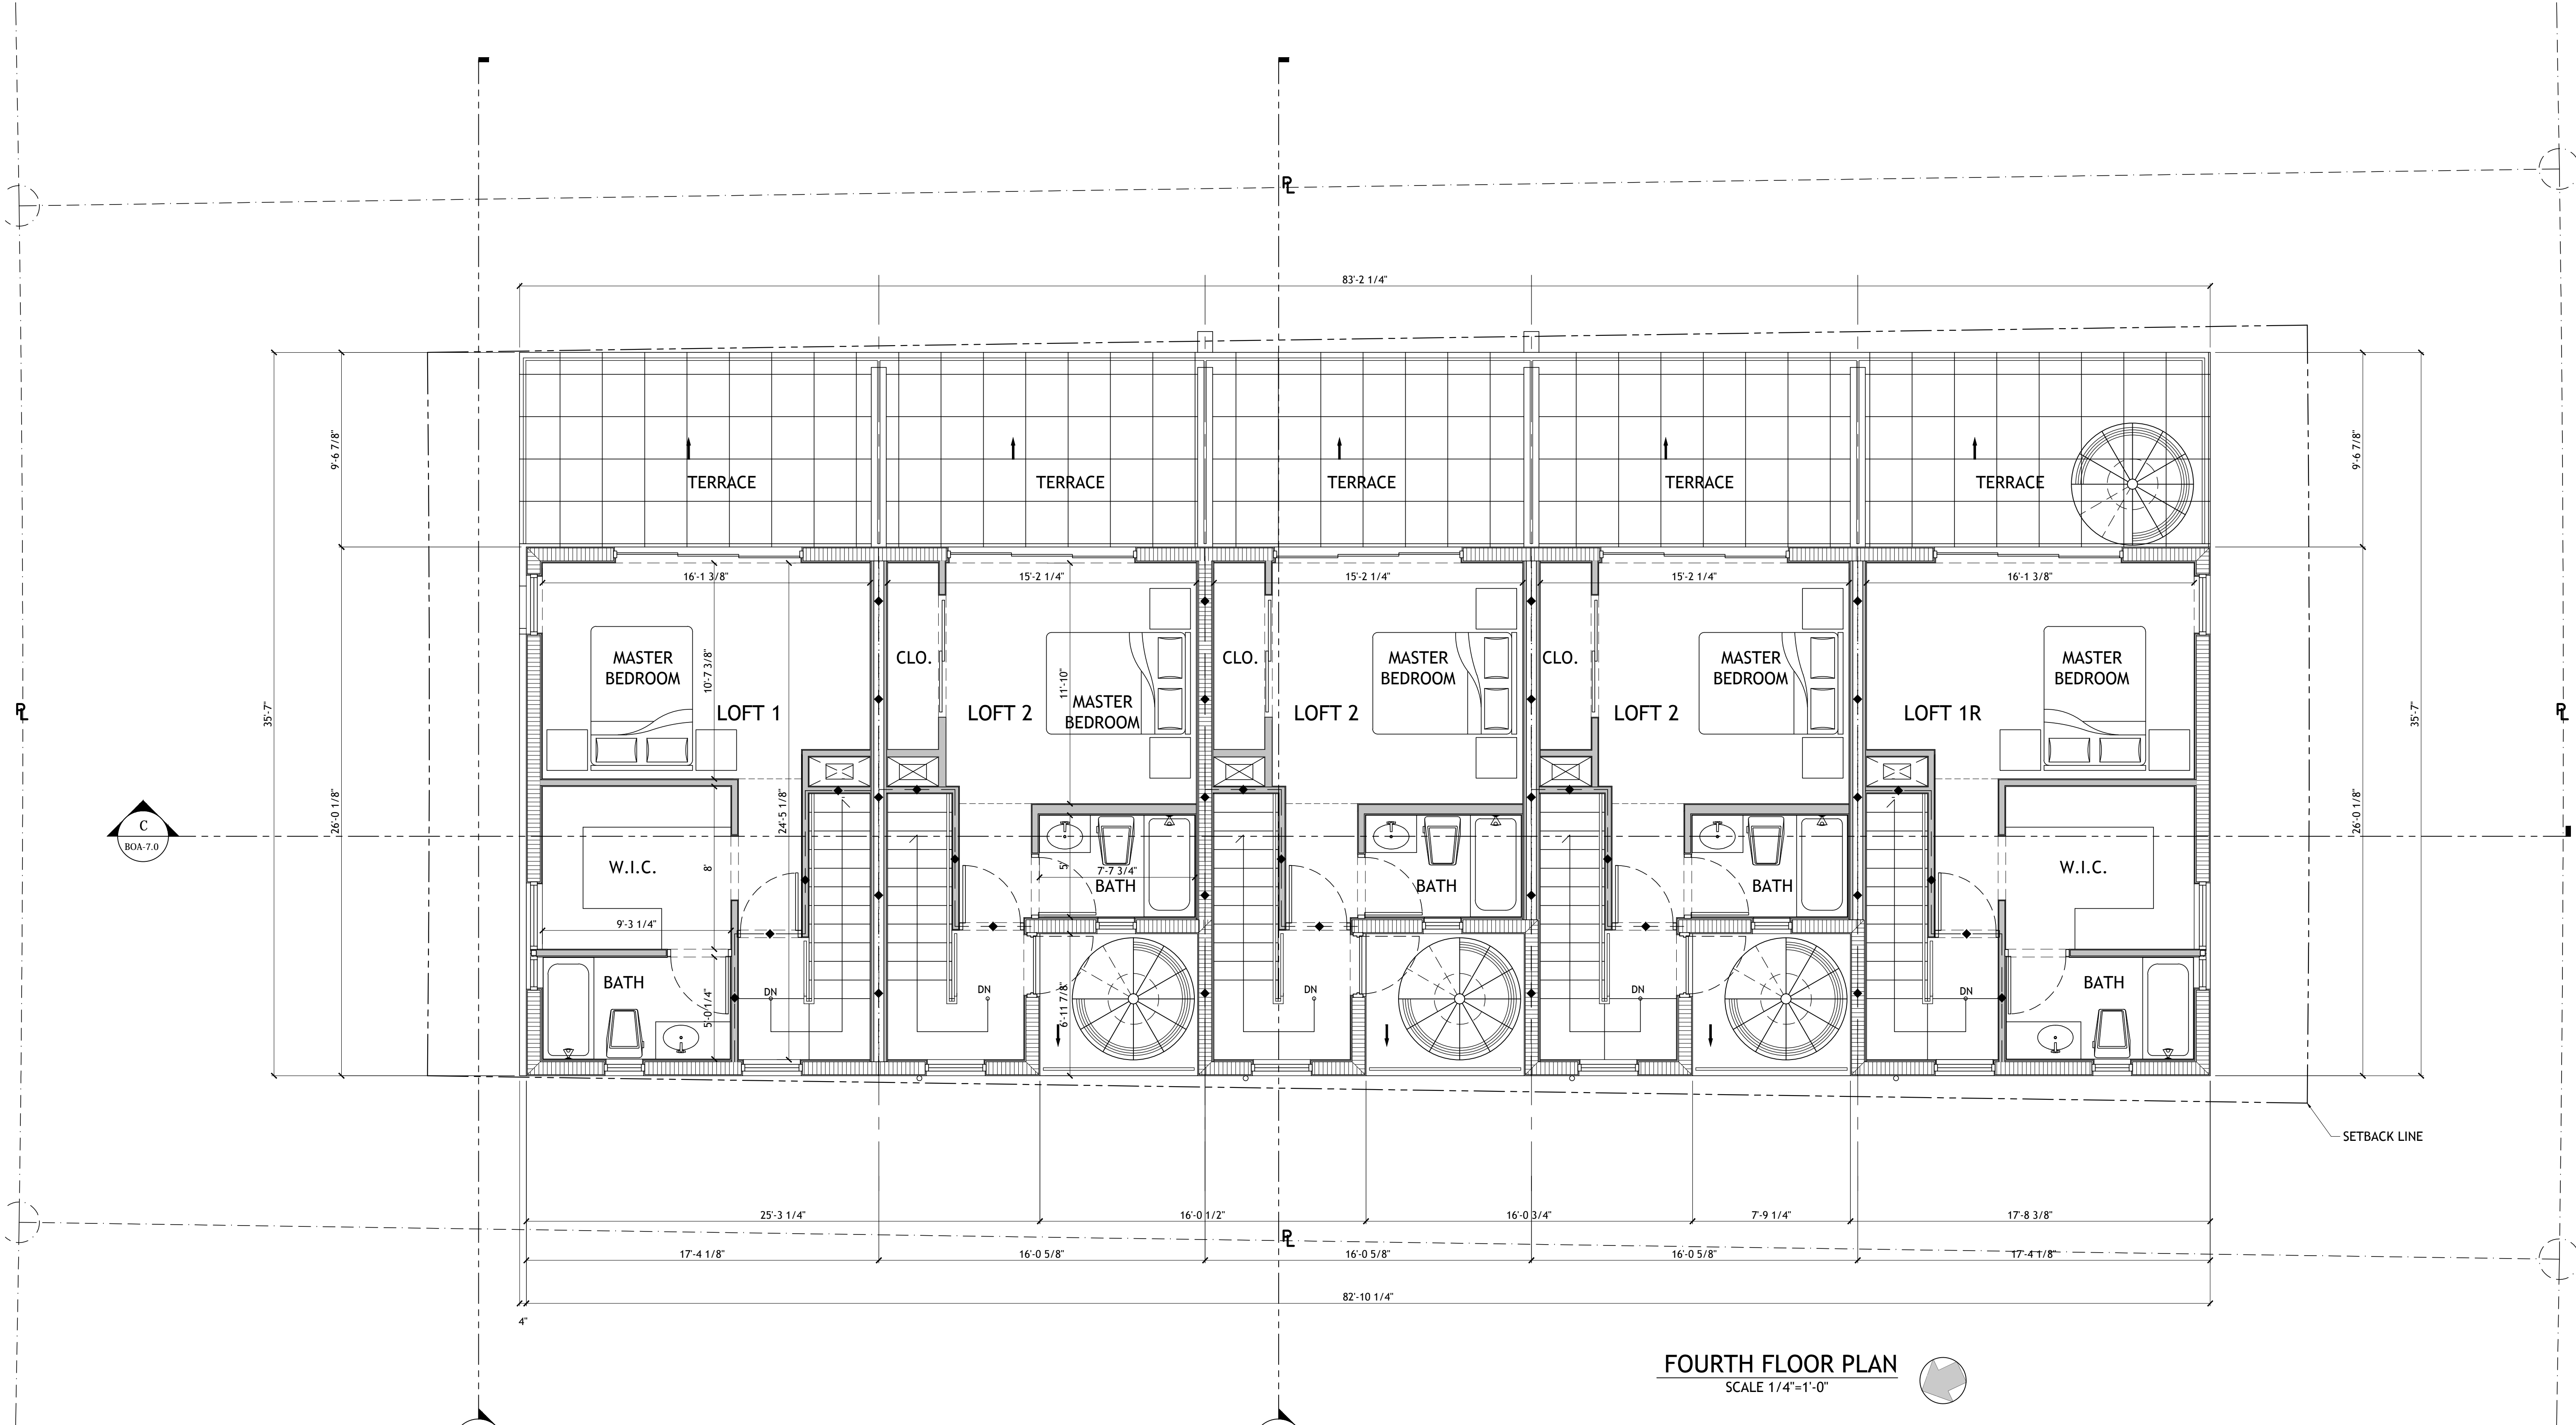 PL
83'-2 1/4"
9'-6 7/8"
9'-6 7/8"
TERRACE
TERRACE
TERRACE
TERRACE
TERRACE
16'-1 3/8"
15'-2 1/4"
15'-2 1/4"
15'-2 1/4"
16'-1 3/8"
MASTER
BEDROOM
10'-7 3/8"
LOFT 1
CLO.
LOFT 2
11'-10"
MASTER
BEDROOM
CLO.
LOFT 2
MASTER
BEDROOM
CLO.
LOFT 2
MASTER
BEDROOM
LOFT 1R
MASTER
BEDROOM
PL
35'-7"
35'-7"
PL
C
BOA-7.0
26'-0 1/8"
24'-5 1/8"
26'-0 1/8"
W.I.C.
8'
5'
7'-7 3/4"
BATH
BATH
BATH
W.I.C.
9'-3 1/4"
BATH
5'-0 1/4"
DN
DN
6'-11 7/8"
DN
DN
DN
BATH
SETBACK LINE
25'-3 1/4"
16'-0 1/2"
16'-0 3/4"
7'-9 1/4"
17'-8 3/8"
PL
17'-4 1/8"
16'-0 5/8"
16'-0 5/8"
16'-0 5/8"
17'-4 1/8"
82'-10 1/4"
4"
FOURTH FLOOR PLAN
SCALE 1/4"=1'-0"